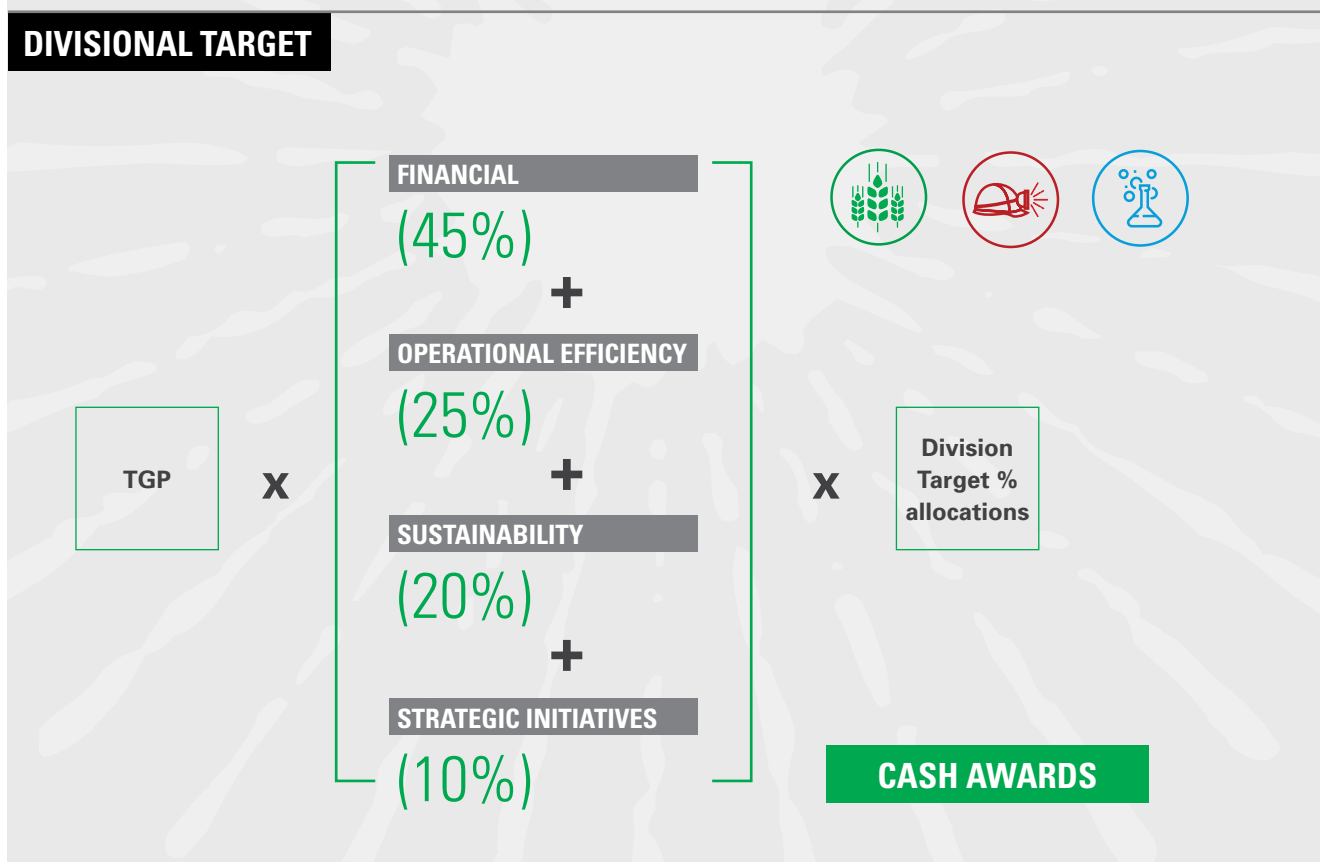 DIVISIONAL TARGET
FINANCIAL
(45%)
+
OPERATIONAL EFFICIENCY
(25%)
+
SUSTAINABILITY
(20%)
+
STRATEGIC INITIATIVES
(10%)
TGP
x
x
Division
Target %
allocations
CASH AWARDS